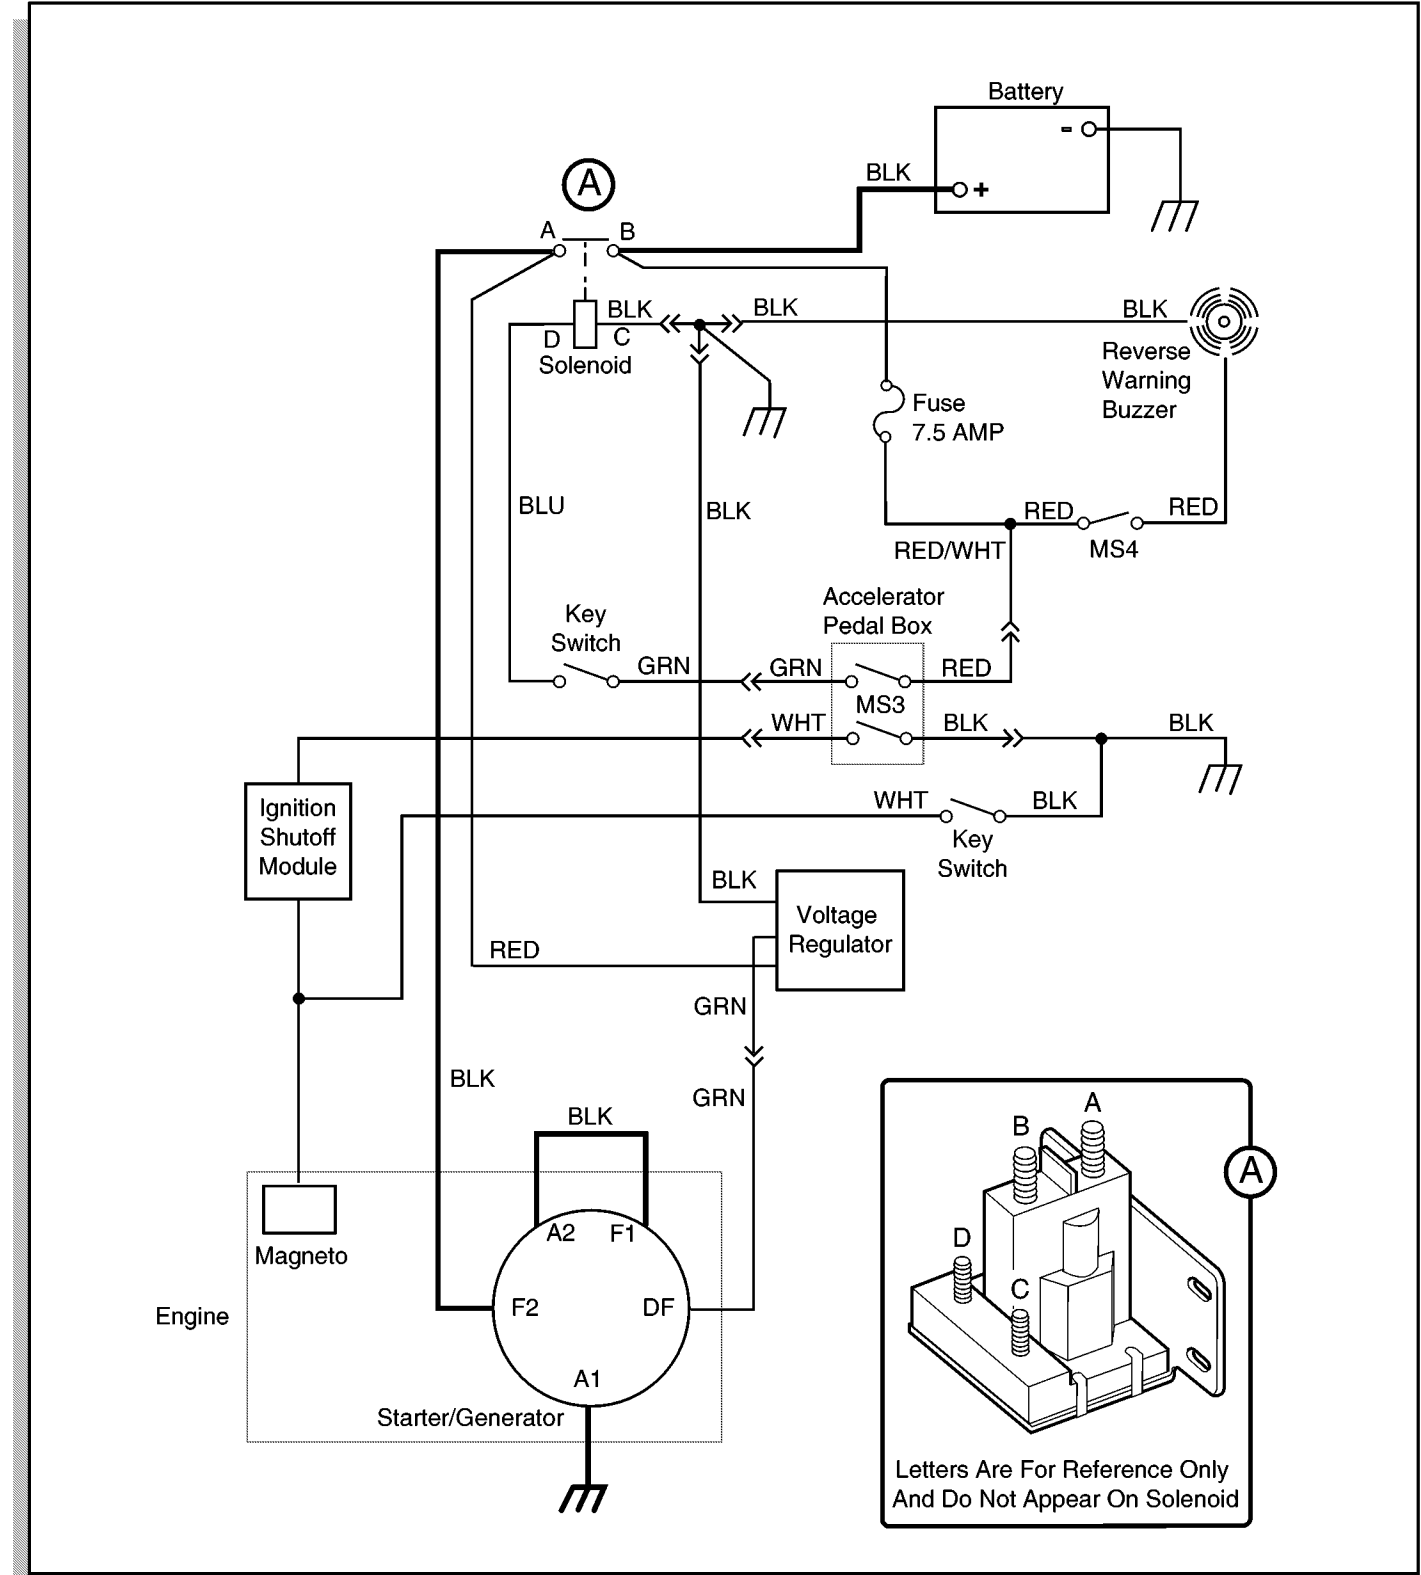 Battery
-
BLK
+
A
A
B
BLK
BLK
BLK
D
C
Solenoid
Reverse
Warning
Buzzer
Fuse
7.5 AMP
BLU
BLK
RED
RED
RED/WHT
MS4
Accelerator
Pedal Box
Key
Switch
GRN
GRN
RED
MS3
WHT
BLK
BLK
Ignition
Shutoff
Module
WHT
BLK
Key
Switch
BLK
Voltage
Regulator
RED
GRN
BLK
GRN
BLK
A2
F1
Magneto
F2
DF
Engine
A1
Starter/Generator
A
B
A
D
C
Letters Are For Reference Only
And Do Not Appear On Solenoid